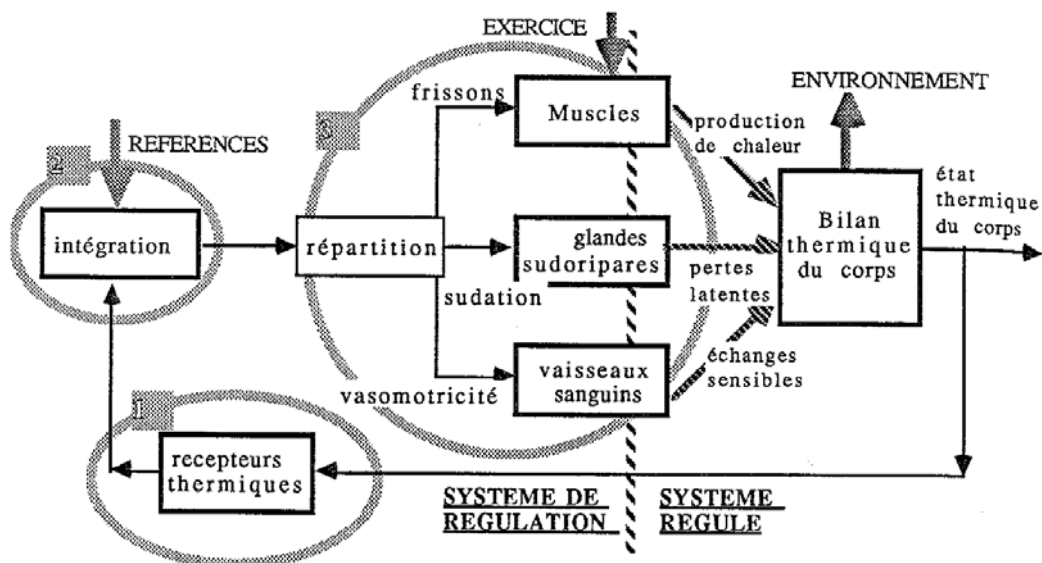 EXERCICE
ENVIRONNEMENT
frissons
Muscles
production
de chaleur
2
REFERENCES
3
état
thermique
du corps
intégration
répartition
glandes
sudoripares
Bilan
thermique
du corps
sudation
pertes
latentes
vasomotricité
vaisseaux
sanguins
échanges
sensibles
1
recepteurs
thermiques
SYSTEME DE
REGULATION
SYSTEME
REGULE